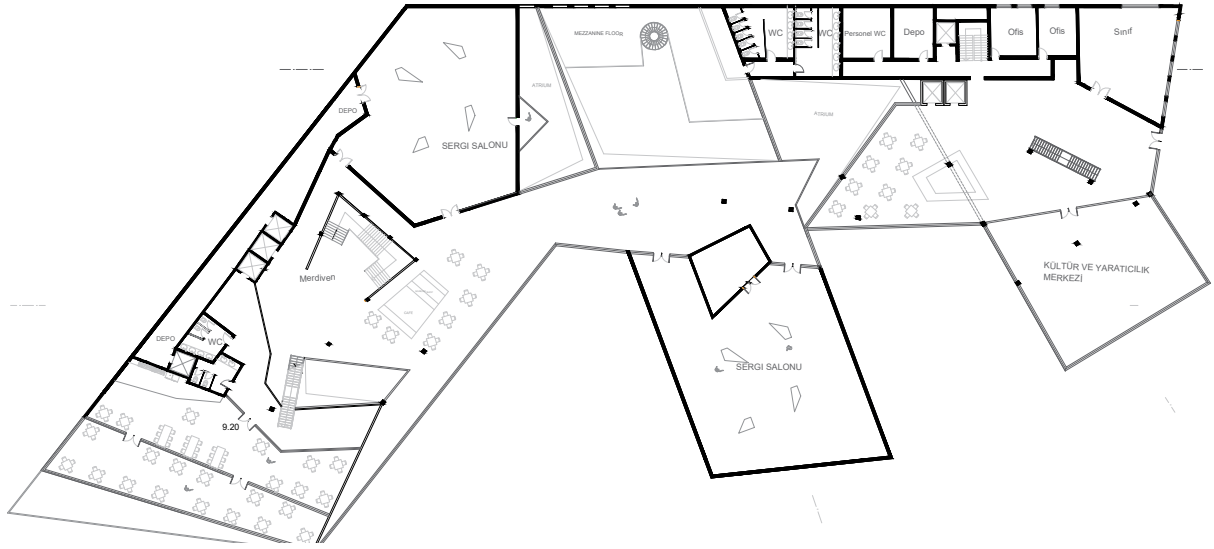 MEZZANINE FLOOR
WC
WC
Personel WC
Depo
Ofis
Ofis
Sınıf
DEPO
ATRIUM
ATRIUM
SERGI SALONU
Merdiven
KÜLTÜR VE YARATICILIK
MERKEZİ
DEPO
WC
SERGI SALONU
9.20